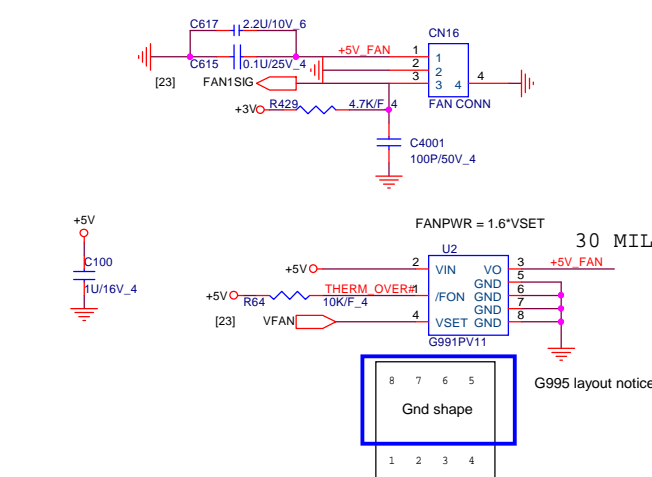 C617 2.2U/10V_6
CN16
+5V_FAN 1 1
2 2
C615 0.1U/25V_4
[23] FAN1SIG 3 3 4 4
FAN CONN
+3V R429 4.7K/F_4
C4001
100P/50V_4
+5V
FANPWR = 1.6*VSET
30 MIL
U2
C100
+5V 2 VIN VO 3 +5V_FAN
GND 5
1U/16V_4
+5V R64 10K/F_4 THERM_OVER# 1 /FON GND 6
GND 7
[23] VFAN 4 VSET GND 8
G991PV11
G995 layout notice
8 7 6 5
Gnd shape
1 2 3 4